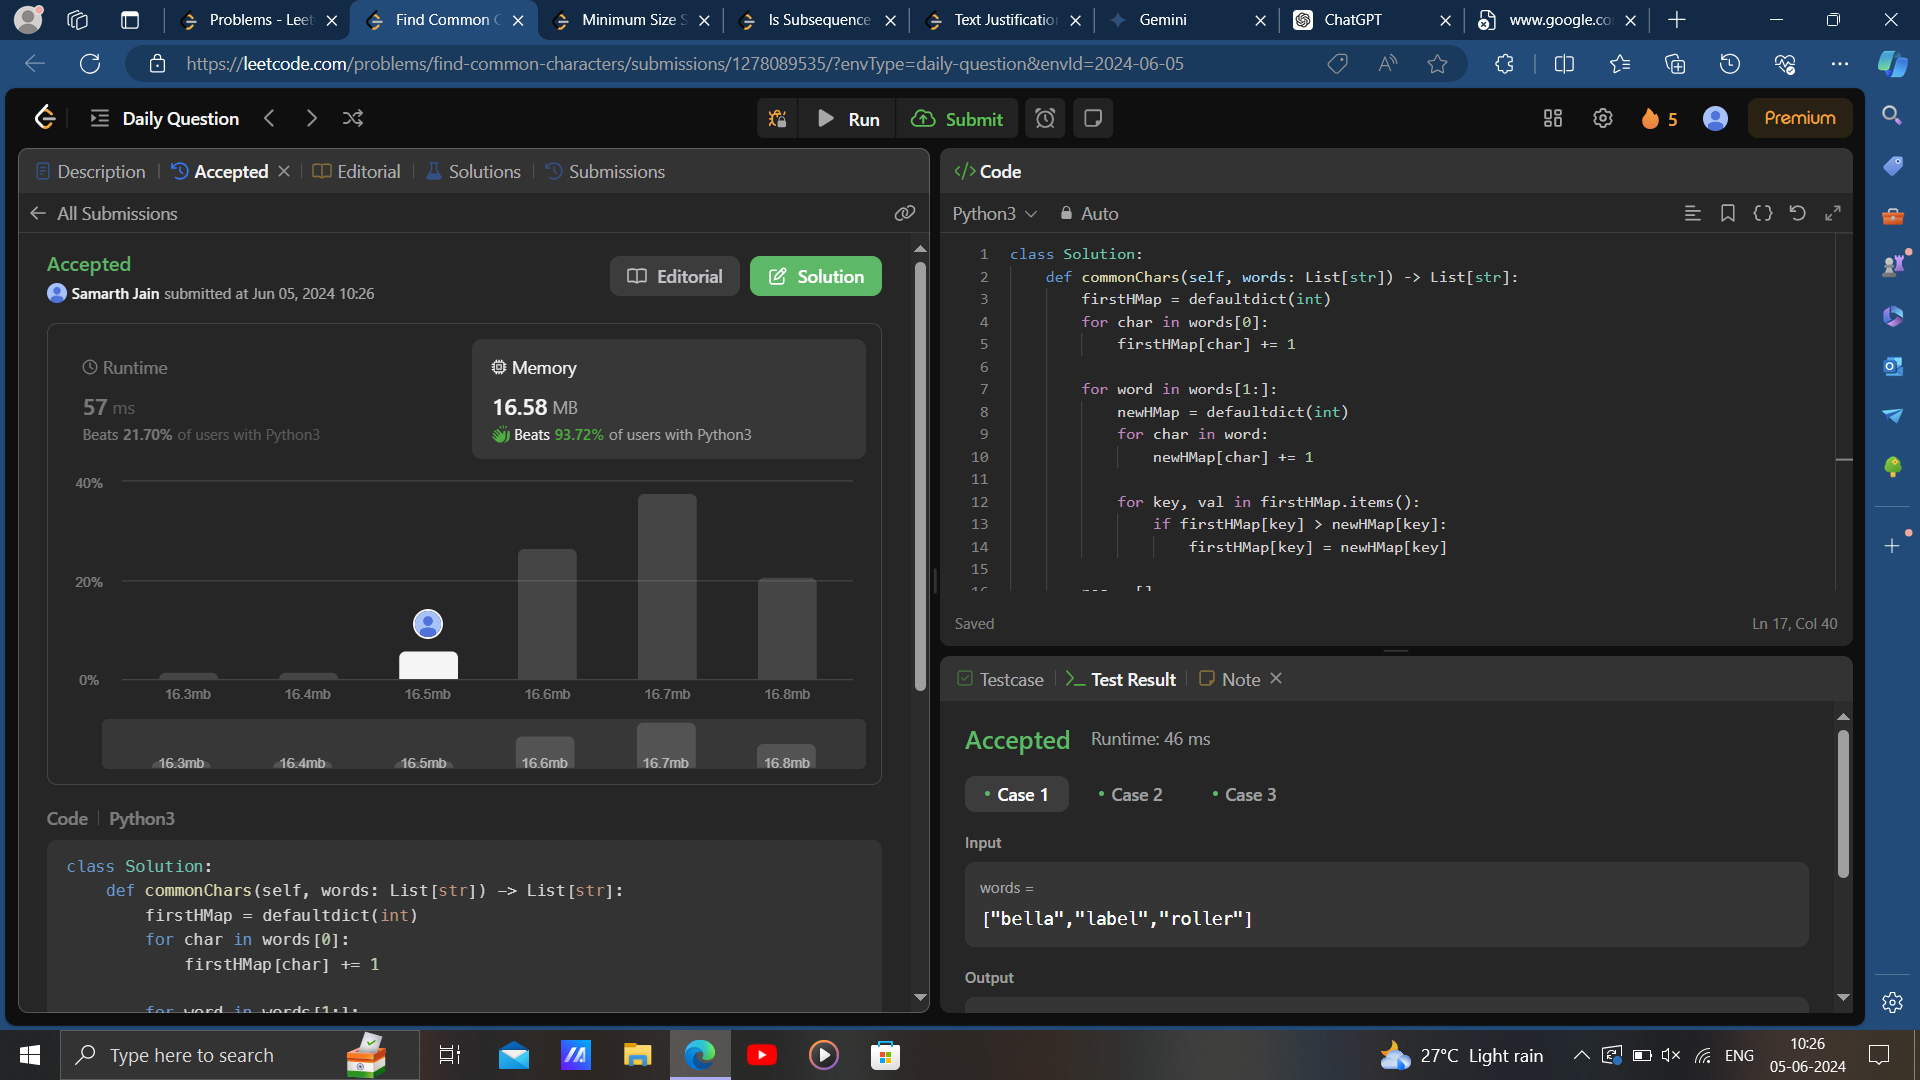 Problems - Leet
Find Common C
Minimum Size S
Is Subsequence
Text Justificatio
Gemini
ChatGPT
www.google.co
https://leetcode.com/problems/find-common-characters/submissions/1278089535/?envType=daily-question&envId=2024-06-05
Daily Question
Run
Submit
5
Premium
Description
Accepted
Editorial
Solutions
Submissions
All Submissions
Accepted
Samarth Jain submitted at Jun 05, 2024 10:26
Editorial
Solution
Runtime
57 ms
Beats 21.70% of users with Python3
Memory
16.58 MB
Beats 93.72% of users with Python3
40%
20%
0%
16.3mb 16.4mb 16.5mb 16.6mb 16.7mb 16.8mb
16.3mb 16.4mb 16.5mb 16.6mb 16.7mb 16.8mb
Code
Python3
class Solution:
def commonChars(self, words: List[str]) -> List[str]:
firstHMap = defaultdict(int)
for char in words[0]:
firstHMap[char] += 1
for word in words[1:]:
</> Code
Python3
Auto
1 class Solution:
2 def commonChars(self, words: List[str]) -> List[str]:
3 firstHMap = defaultdict(int)
4 for char in words[0]:
5 firstHMap[char] += 1
6
7 for word in words[1:]:
8 newHMap = defaultdict(int)
9 for char in word:
10 newHMap[char] += 1
11
12 for key, val in firstHMap.items():
13 if firstHMap[key] > newHMap[key]:
14 firstHMap[key] = newHMap[key]
15
Saved
Ln 17, Col 40
Testcase
Test Result
Note
Accepted
Runtime: 46 ms
Case 1
Case 2
Case 3
Input
words =
["bella","label","roller"]
Output
Type here to search
27°C Light rain
ENG
10:26
05-06-2024